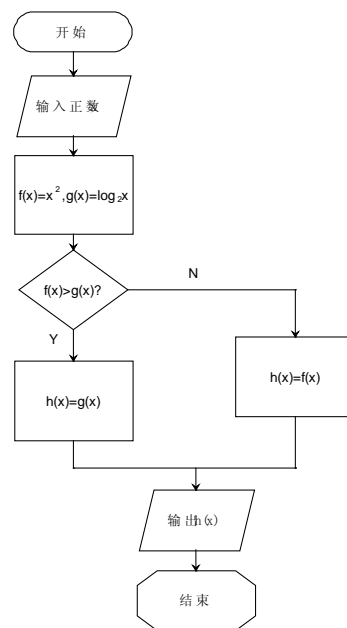 开始
输入正数
f(x)=x²,g(x)=log₂x
f(x)>g(x)?
N
Y
h(x)=g(x)
h(x)=f(x)
输出h(x)
结束